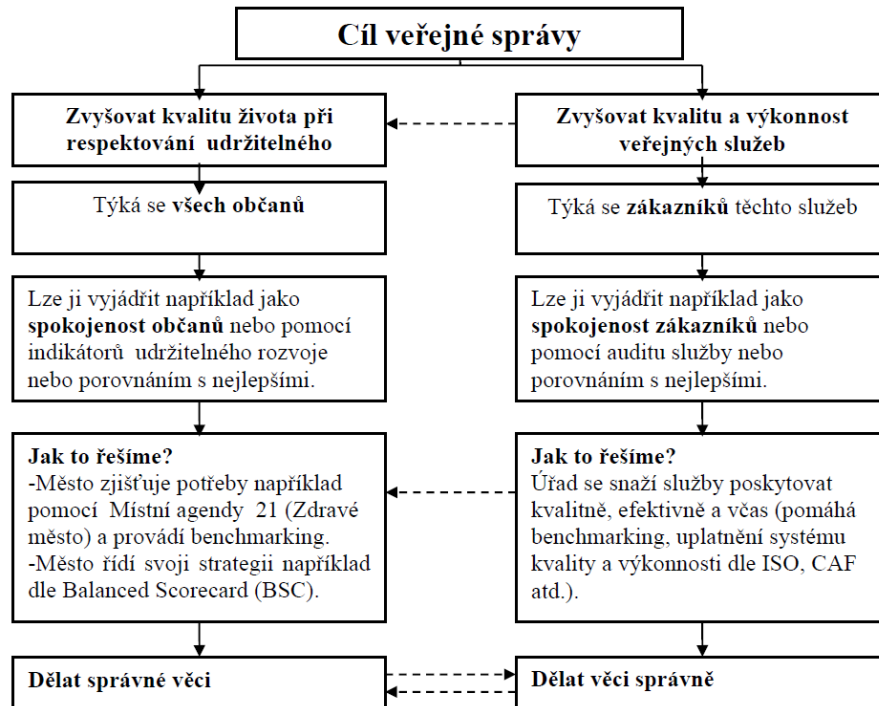 Cíl veřejné správy
Zvyšovat kvalitu života při
respektování udržitelného
Zvyšovat kvalitu a výkonnost
veřejných služeb
Týká se všech občanů
Týká se zákazníků těchto služeb
Lze ji vyjádřit například jako
spokojenost občanů nebo pomocí
indikátorů udržitelného rozvoje
nebo porovnáním s nejlepšími.
Lze ji vyjádřit například jako
spokojenost zákazníků nebo
pomocí auditu služby nebo
porovnáním s nejlepšími.
Jak to řešíme?
-Město zjišťuje potřeby například
pomocí Místní agendy 21 (Zdravé
město) a provádí benchmarking.
-Město řídí svoji strategii například
dle Balanced Scorecard (BSC).
Jak to řešíme?
Úřad se snaží služby poskytovat
kvalitně, efektivně a včas (pomáhá
benchmarking, uplatnění systému
kvality a výkonnosti dle ISO, CAF
atd.).
Dělat správné věci
Dělat věci správně